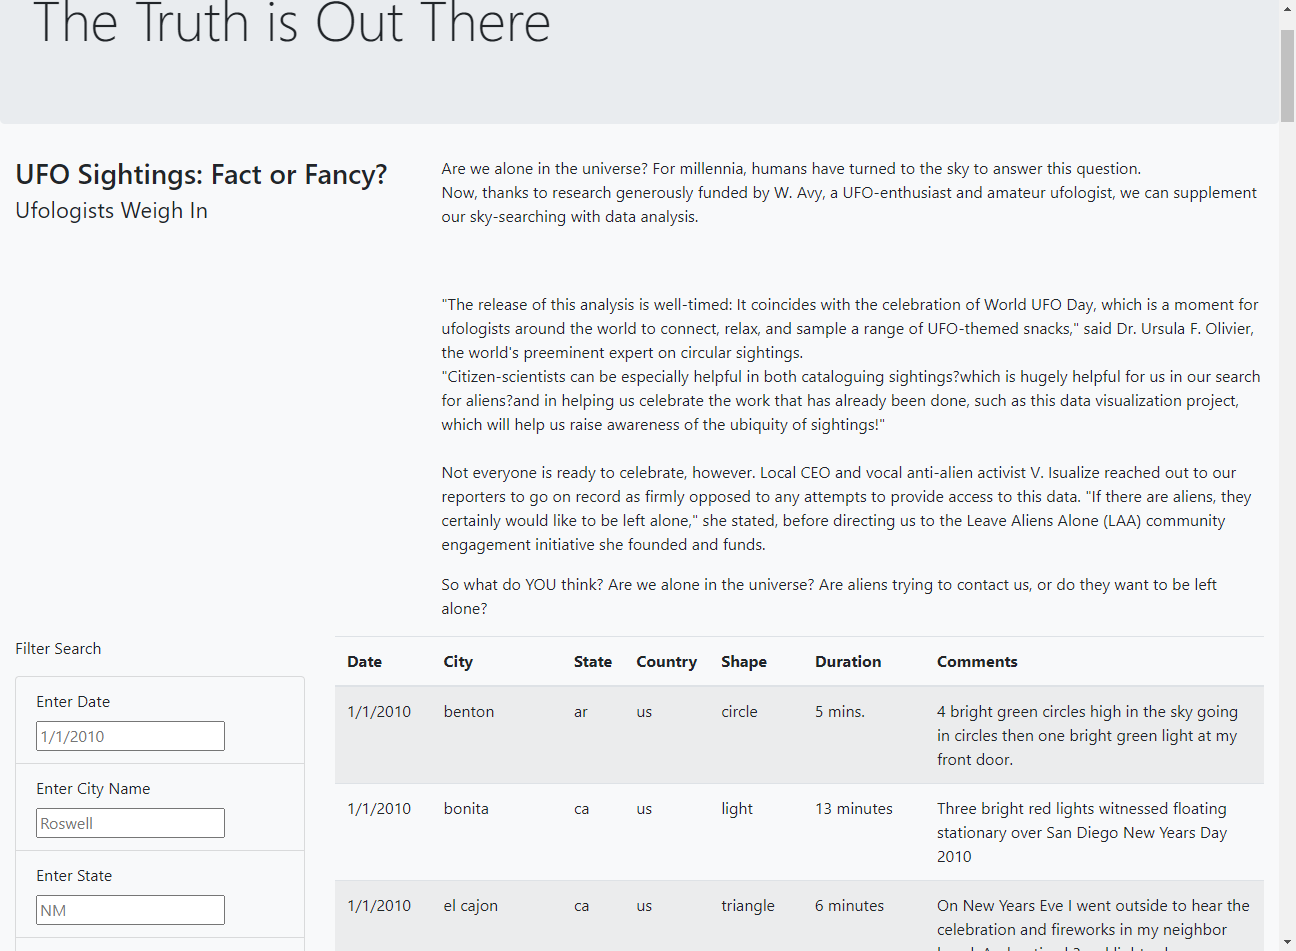 The Truth is Out There
UFO Sightings: Fact or Fancy?
Ufologists Weigh In
Are we alone in the universe? For millennia, humans have turned to the sky to answer this question.
Now, thanks to research generously funded by W. Avy, a UFO-enthusiast and amateur ufologist, we can supplement
our sky-searching with data analysis.
"The release of this analysis is well-timed: It coincides with the celebration of World UFO Day, which is a moment for
ufologists around the world to connect, relax, and sample a range of UFO-themed snacks," said Dr. Ursula F. Olivier,
the world's preeminent expert on circular sightings.
"Citizen-scientists can be especially helpful in both cataloguing sightings?which is hugely helpful for us in our search
for aliens?and in helping us celebrate the work that has already been done, such as this data visualization project,
which will help us raise awareness of the ubiquity of sightings!"
Not everyone is ready to celebrate, however. Local CEO and vocal anti-alien activist V. Isualize reached out to our
reporters to go on record as firmly opposed to any attempts to provide access to this data. "If there are aliens, they
certainly would like to be left alone," she stated, before directing us to the Leave Aliens Alone (LAA) community
engagement initiative she founded and funds.
So what do YOU think? Are we alone in the universe? Are aliens trying to contact us, or do they want to be left
alone?
Filter Search
Enter Date
1/1/2010
Enter City Name
Roswell
Enter State
NM
Date City State Country Shape Duration Comments
1/1/2010 benton ar us circle 5 mins. 4 bright green circles high in the sky going
in circles then one bright green light at my
front door.
1/1/2010 bonita ca us light 13 minutes Three bright red lights witnessed floating
stationary over San Diego New Years Day
2010
1/1/2010 el cajon ca us triangle 6 minutes On New Years Eve I went outside to hear the
celebration and fireworks in my neighbor